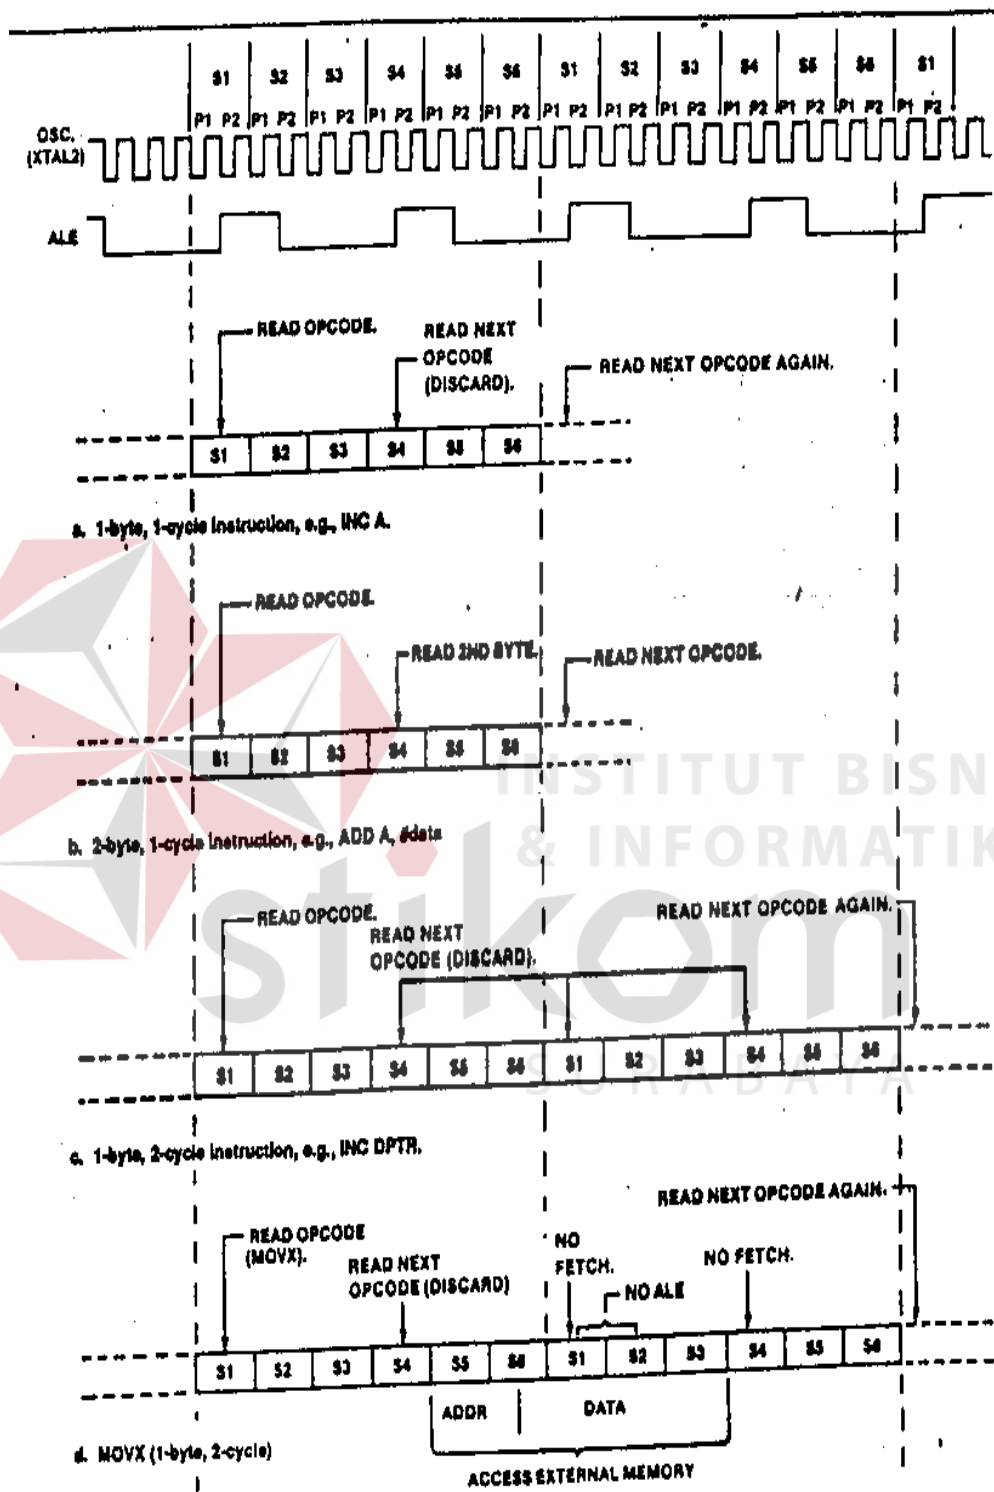 S1 S2 S3 S4 S5 S6 S1 S2 S3 S4 S5 S6 S1
P1 P2 P1 P2 P1 P2 P1 P2 P1 P2 P1 P2 P1 P2 P1 P2 P1 P2 P1 P2 P1 P2 P1 P2 P1 P2
OSC.
(XTAL2)
ALE
READ OPCODE.
READ NEXT
OPCODE
(DISCARD).
READ NEXT OPCODE AGAIN.
S1 S2 S3 S4 S5 S6
a. 1-byte, 1-cycle instruction, e.g., INC A.
READ OPCODE.
READ 2ND BYTE.
READ NEXT OPCODE.
S1 S2 S3 S4 S5 S6
INSTITUT BISN
b. 2-byte, 1-cycle instruction, e.g., ADD A, #data
& INFORMATIK
stikom
READ OPCODE.
READ NEXT
OPCODE (DISCARD).
READ NEXT OPCODE AGAIN.
S1 S2 S3 S4 S5 S6 S1 S2 S3 S4 S5 S6
SURABAYA
c. 1-byte, 2-cycle instruction, e.g., INC DPTR.
READ OPCODE
(MOVX).
READ NEXT
OPCODE (DISCARD)
NO
FETCH.
NO ALE
NO FETCH.
READ NEXT OPCODE AGAIN.
S1 S2 S3 S4 S5 S6 S1 S2 S3 S4 S5 S6
ADDR DATA
d. MOVX (1-byte, 2-cycle)
ACCESS EXTERNAL MEMORY